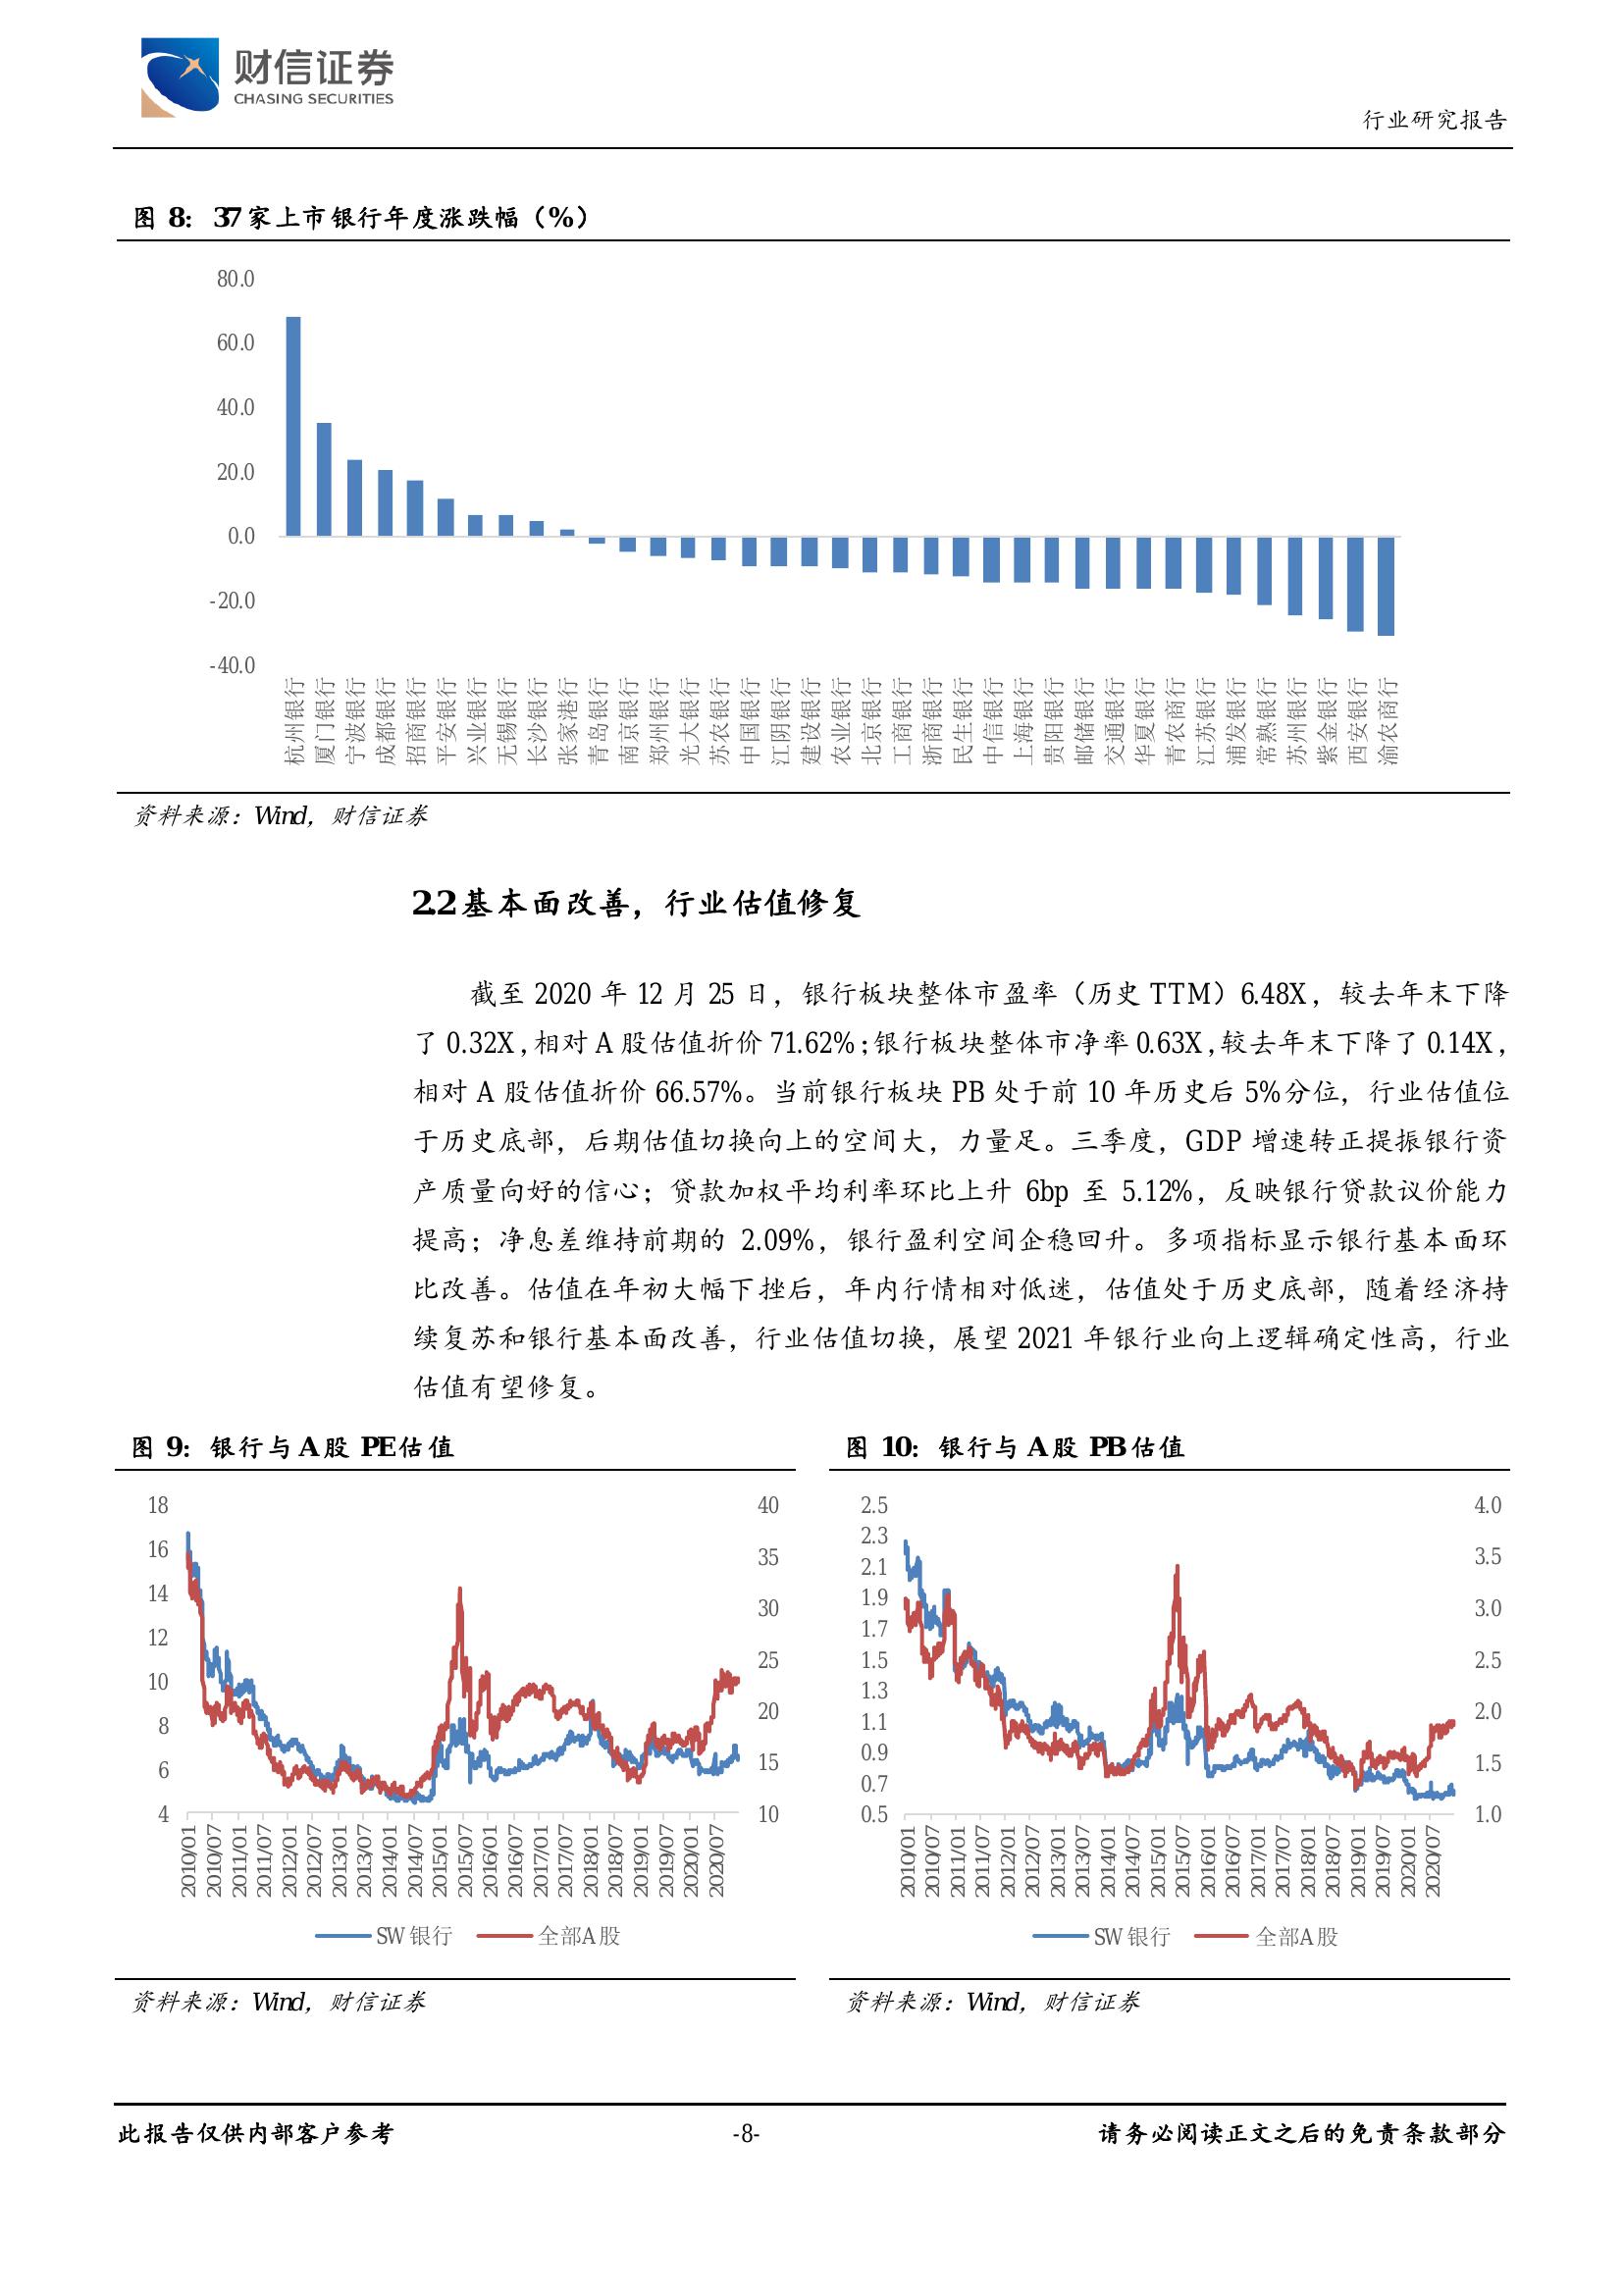 财信证券
CHASING SECURITIES
行业研究报告
图 8：37 家上市银行年度涨跌幅（%）
80.0
60.0
40.0
20.0
0.0
-20.0
-40.0
杭州银行
厦门银行
宁波银行
成都银行
招商银行
平安银行
兴业银行
无锡银行
长沙银行
张家港行
青岛银行
南京银行
郑州银行
光大银行
苏农银行
中国银行
江阴银行
建设银行
农业银行
北京银行
工商银行
浙商银行
民生银行
中信银行
上海银行
贵阳银行
邮储银行
交通银行
华夏银行
青农商行
江苏银行
浦发银行
常熟银行
苏州银行
紫金银行
西安银行
渝农商行
资料来源：Wind，财信证券
2.2 基本面改善，行业估值修复
截至 2020 年 12 月 25 日，银行板块整体市盈率（历史 TTM）6.48X，较去年末下降
了 0.32X，相对 A 股估值折价 71.62%；银行板块整体市净率 0.63X，较去年末下降了 0.14X，
相对 A 股估值折价 66.57%。当前银行板块 PB 处于前 10 年历史后 5%分位，行业估值位
于历史底部，后期估值切换向上的空间大，力量足。三季度，GDP 增速转正提振银行资
产质量向好的信心；贷款加权平均利率环比上升 6bp 至 5.12%，反映银行贷款议价能力
提高；净息差维持前期的 2.09%，银行盈利空间企稳回升。多项指标显示银行基本面环
比改善。估值在年初大幅下挫后，年内行情相对低迷，估值处于历史底部，随着经济持
续复苏和银行基本面改善，行业估值切换，展望 2021 年银行业向上逻辑确定性高，行业
估值有望修复。
图 9：银行与 A 股 PE 估值
18
16
14
12
10
8
6
4
40
35
30
25
20
15
10
2010/01
2010/07
2011/01
2011/07
2012/01
2012/07
2013/01
2013/07
2014/01
2014/07
2015/01
2015/07
2016/01
2016/07
2017/01
2017/07
2018/01
2018/07
2019/01
2019/07
2020/01
2020/07
SW 银行 全部A 股
资料来源：Wind，财信证券
图 10：银行与 A 股 PB 估值
2.5
2.3
2.1
1.9
1.7
1.5
1.3
1.1
0.9
0.7
0.5
4.0
3.5
3.0
2.5
2.0
1.5
1.0
2010/01
2010/07
2011/01
2011/07
2012/01
2012/07
2013/01
2013/07
2014/01
2014/07
2015/01
2015/07
2016/01
2016/07
2017/01
2017/07
2018/01
2018/07
2019/01
2019/07
2020/01
2020/07
SW 银行 全部A 股
资料来源：Wind，财信证券
此报告仅供内部客户参考 -8- 请务必阅读正文之后的免责条款部分